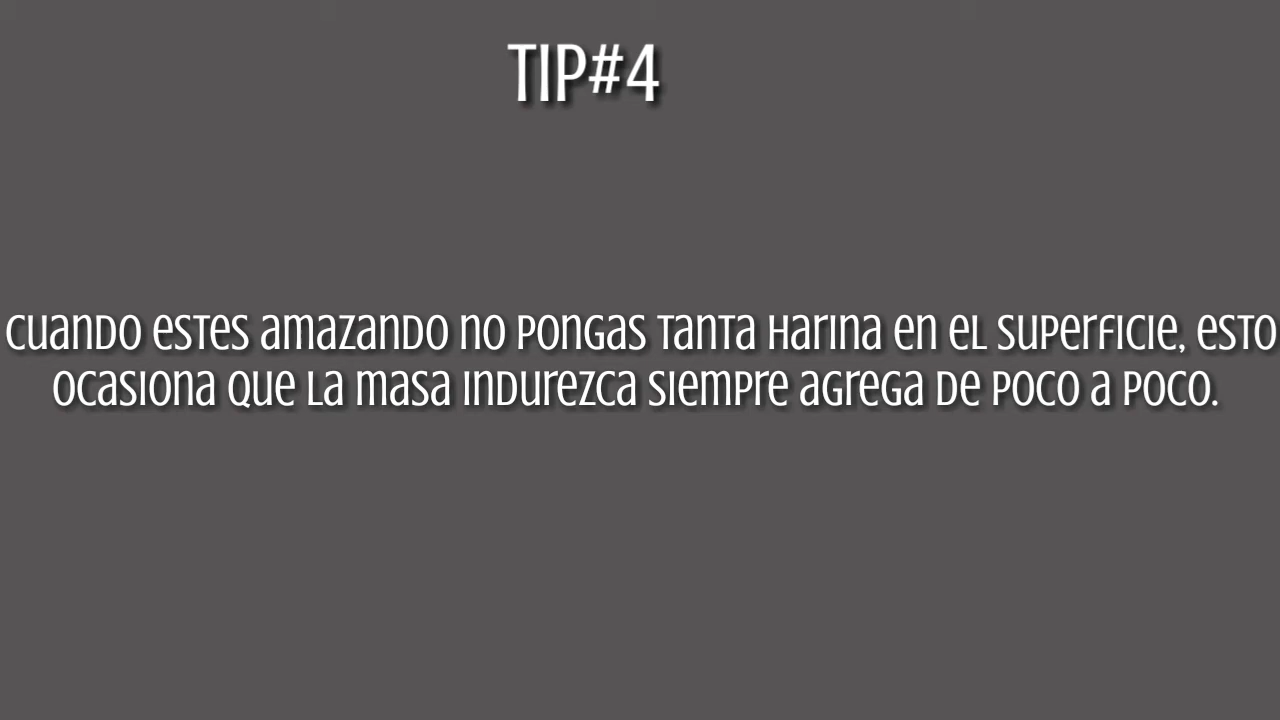 TIP#4
cuando estes amazando no pongas tanta harina en el superficie, esto
ocasiona que la masa indurezca siempre agrega de poco a poco.